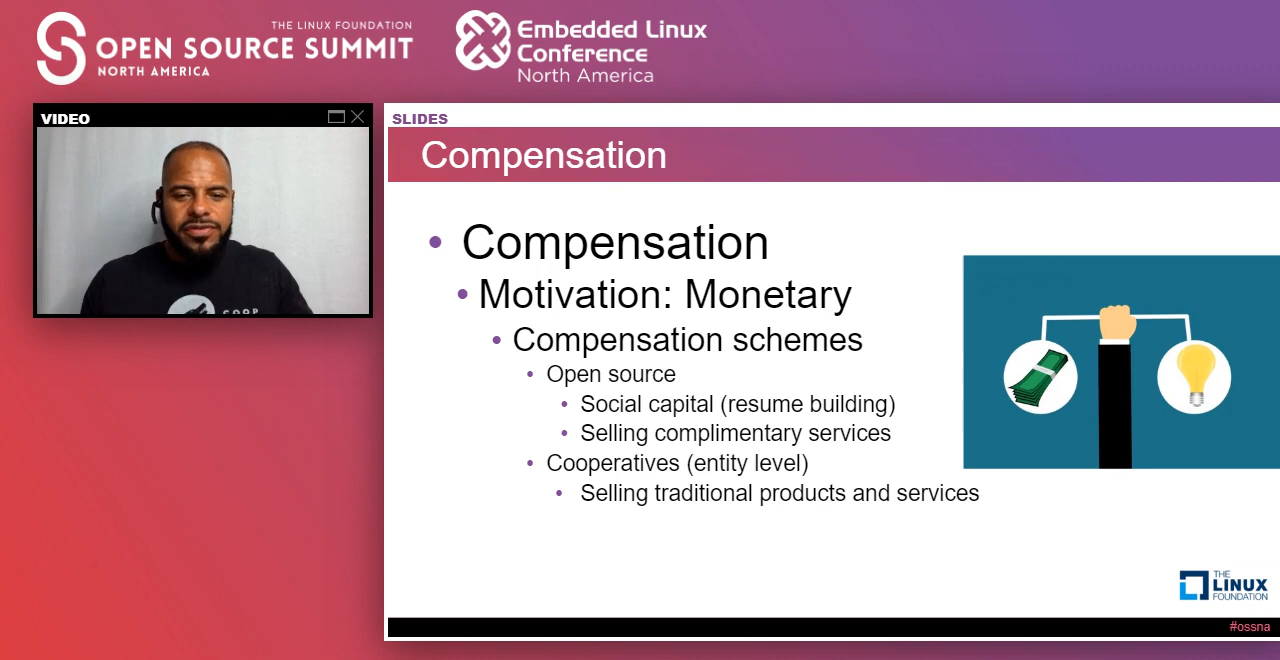 THE LINUX FOUNDATION
OPEN SOURCE SUMMIT
NORTH AMERICA
Embedded Linux
Conference
North America
VIDEO
SLIDES
Compensation
• Compensation
• Motivation: Monetary
• Compensation schemes
• Open source
• Social capital (resume building)
• Selling complimentary services
• Cooperatives (entity level)
• Selling traditional products and services
COOP
THE
LINUX
FOUNDATION
#ossna